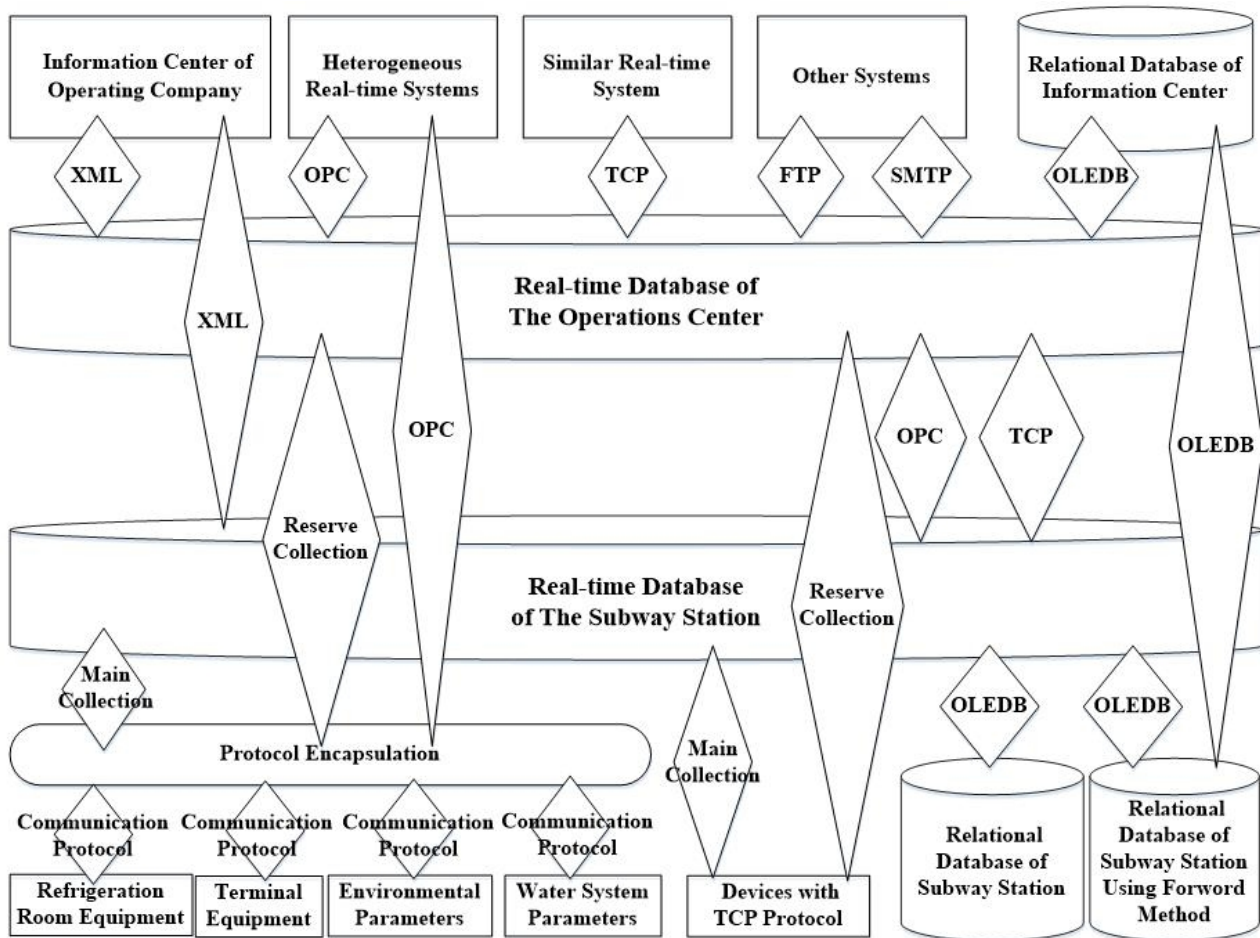 Information Center of
Operating Company
Heterogeneous
Real-time Systems
Similar Real-time
System
Other Systems
Relational Database of
Information Center
XML
OPC
TCP
FTP
SMTP
OLEDB
Real-time Database of
The Operations Center
XML
OPC
OPC
TCP
OLEDB
Reserve
Collection
Real-time Database
of The Subway Station
Reserve
Collection
Main
Collection
OLEDB
OLEDB
Protocol Encapsulation
Main
Collection
Communication
Protocol
Communication
Protocol
Communication
Protocol
Communication
Protocol
Refrigeration
Room Equipment
Terminal
Equipment
Environmental
Parameters
Water System
Parameters
Devices with
TCP Protocol
Relational
Database of
Subway Station
Relational
Database of
Subway Station
Using Forword
Method